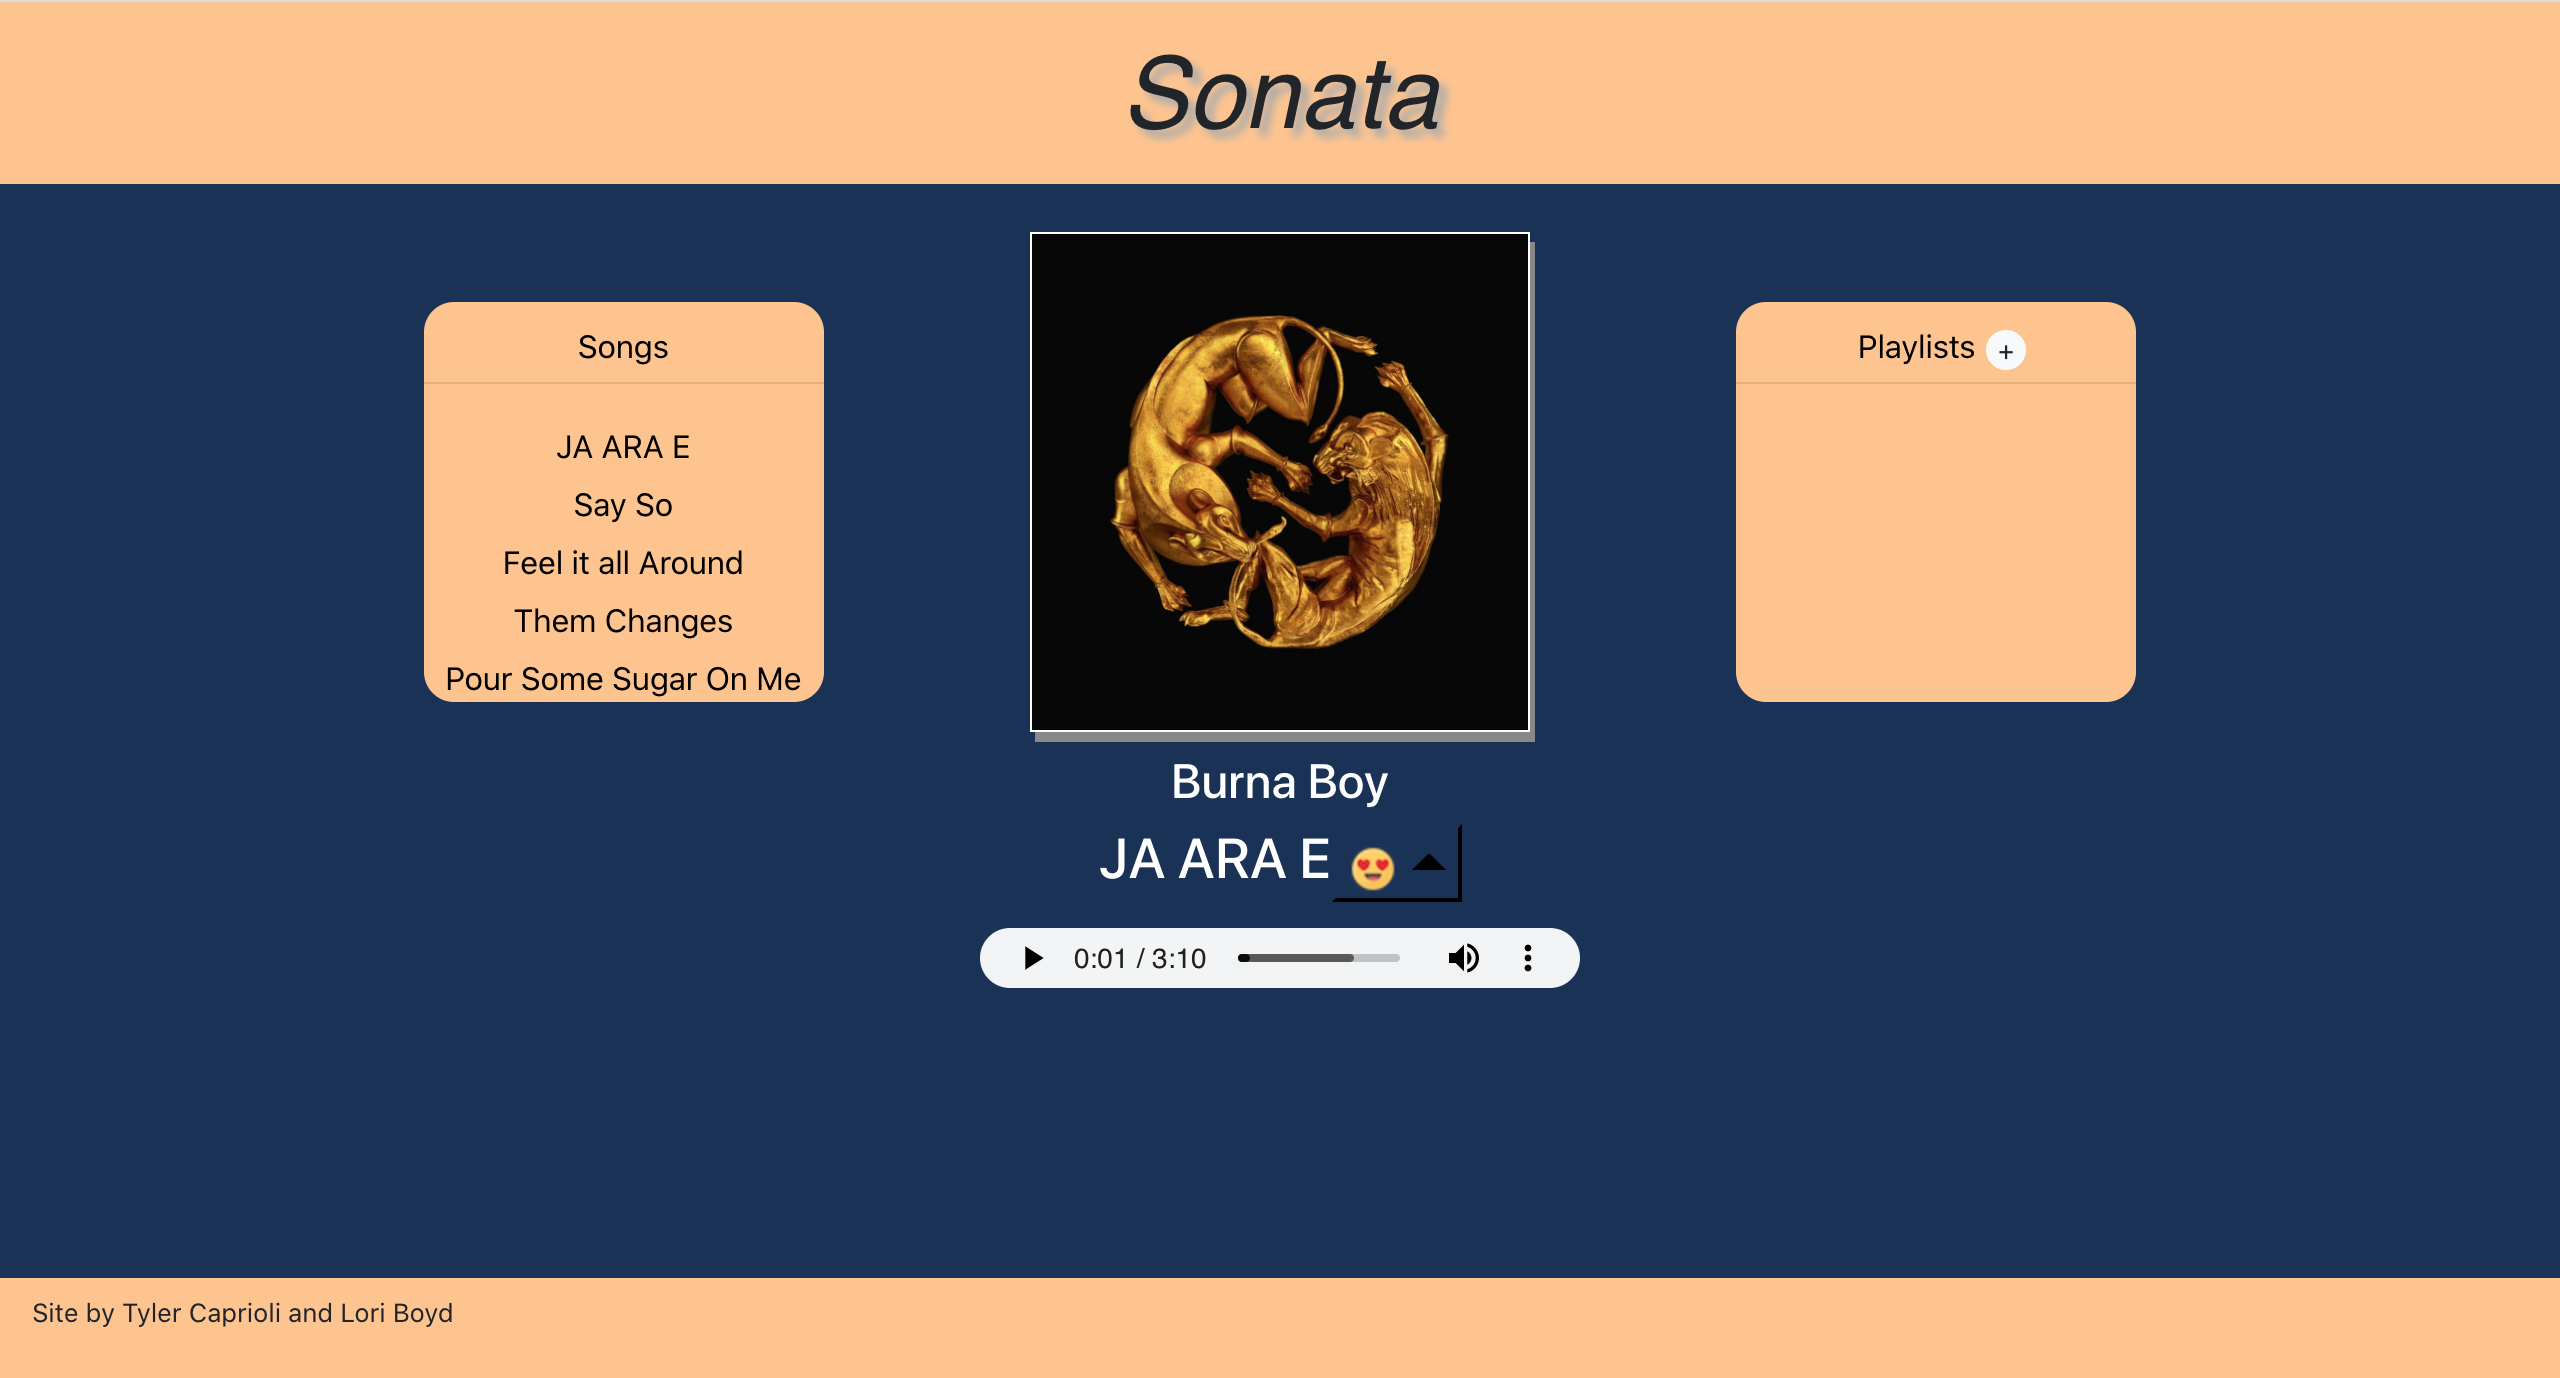 Sonata
Songs
JA ARA E
Say So
Feel it all Around
Them Changes
Pour Some Sugar On Me
Burna Boy
JA ARA E 😍
0:01 / 3:10
Playlists +
Site by Tyler Caprioli and Lori Boyd